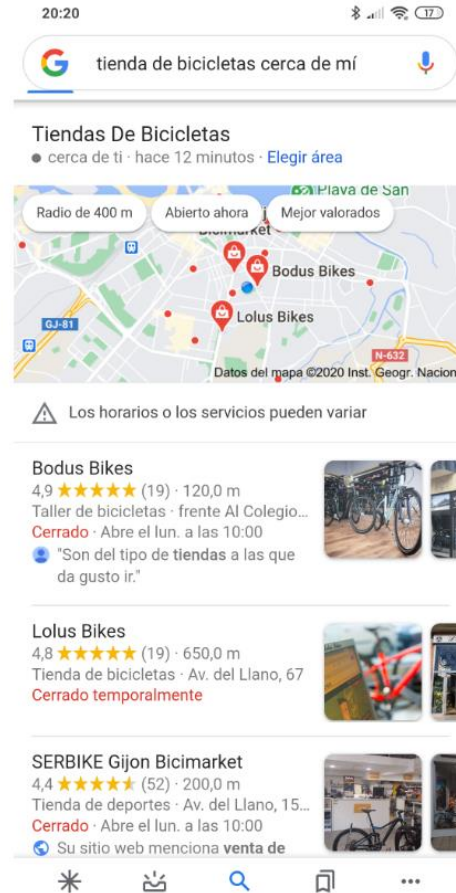 20:20
17
tienda de bicicletas cerca de mí
Tiendas De Bicicletas
cerca de ti · hace 12 minutos · Elegir área
Playa de San
Radio de 400 m
Abierto ahora
Mejor valorados
Bicimarket
Bodus Bikes
Lolus Bikes
GJ-81
N-632
Datos del mapa ©2020 Inst. Geogr. Nacion
Los horarios o los servicios pueden variar
Bodus Bikes
4,9 ★★★★★ (19) · 120,0 m
Taller de bicicletas · frente Al Colegio...
Cerrado · Abre el lun. a las 10:00
"Son del tipo de tiendas a las que
da gusto ir."
Lolus Bikes
4,8 ★★★★★ (19) · 650,0 m
Tienda de bicicletas · Av. del Llano, 67
Cerrado temporalmente
SERBIKE Gijon Bicimarket
4,4 ★★★★★ (52) · 200,0 m
Tienda de deportes · Av. del Llano, 15...
Cerrado · Abre el lun. a las 10:00
Su sitio web menciona venta de